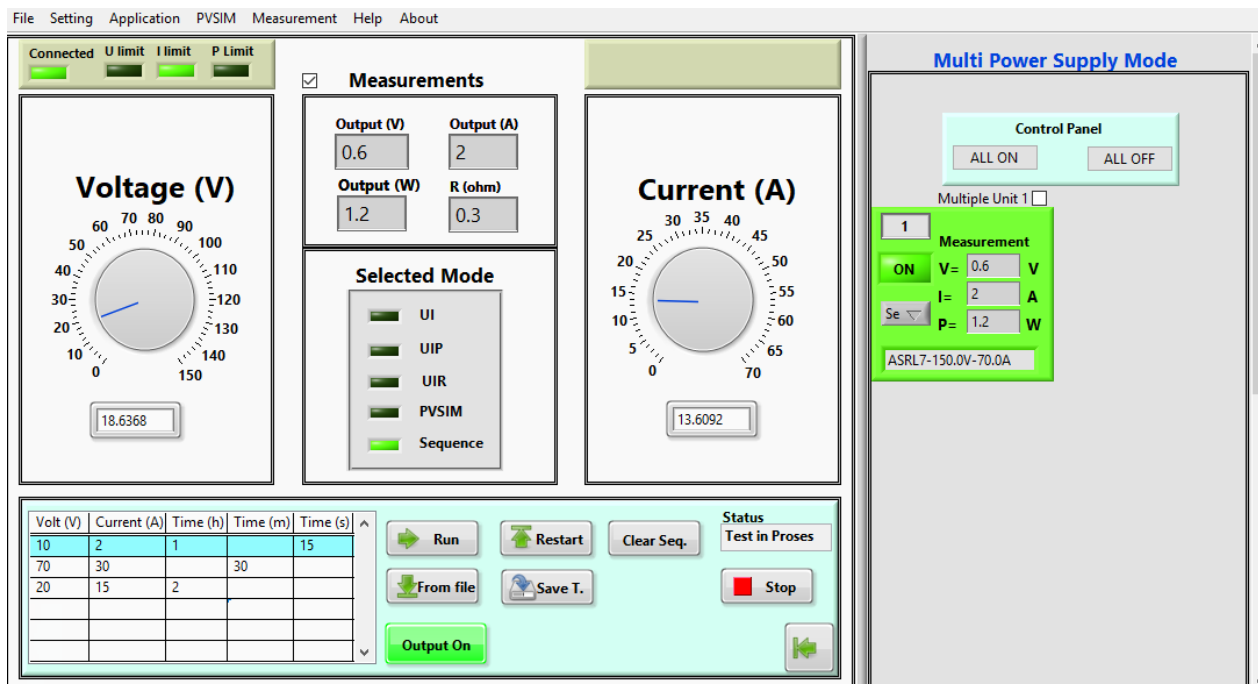 File Setting Application PVSIM Measurement Help About
Connected U limit I limit P Limit
Measurements
Output (V) Output (A)
0.6 2
Output (W) R (ohm)
1.2 0.3
Voltage (V)
0 10 20 30 40 50 60 70 80 90 100 110 120 130 140 150
18.6368
Selected Mode
UI
UIP
UIR
PVSIM
Sequence
Current (A)
0 5 10 15 20 25 30 35 40 45 50 55 60 65 70
13.6092
Volt (V) Current (A) Time (h) Time (m) Time (s)
10 2 1 15
70 30 30
20 15 2
Run Restart Clear Seq.
From file Save T.
Output On
Status
Test in Proses
Stop
Multi Power Supply Mode
Control Panel
ALL ON ALL OFF
Multiple Unit 1
1
Measurement
ON V= 0.6 V
I= 2 A
Se P= 1.2 W
ASRL7-150.0V-70.0A